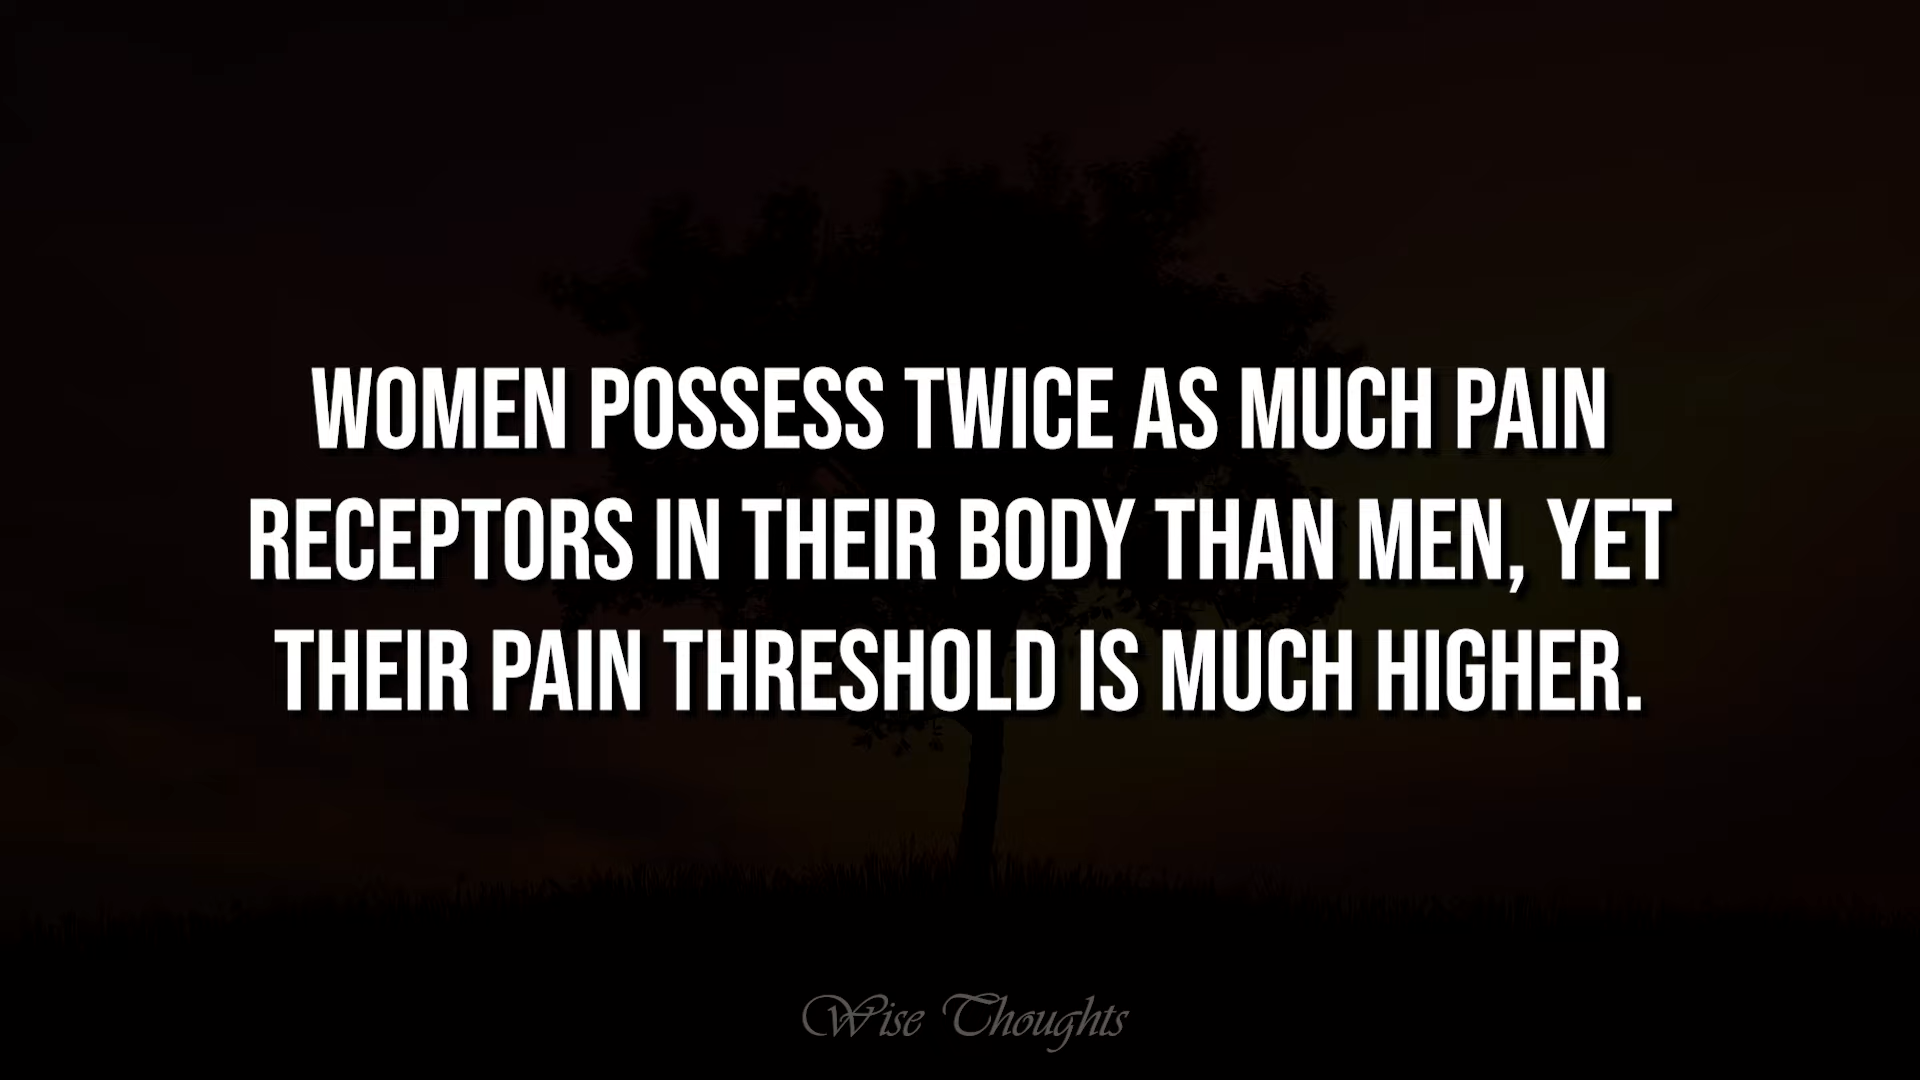 WOMEN POSSESS TWICE AS MUCH PAIN
RECEPTORS IN THEIR BODY THAN MEN, YET
THEIR PAIN THRESHOLD IS MUCH HIGHER.
Wise Thoughts